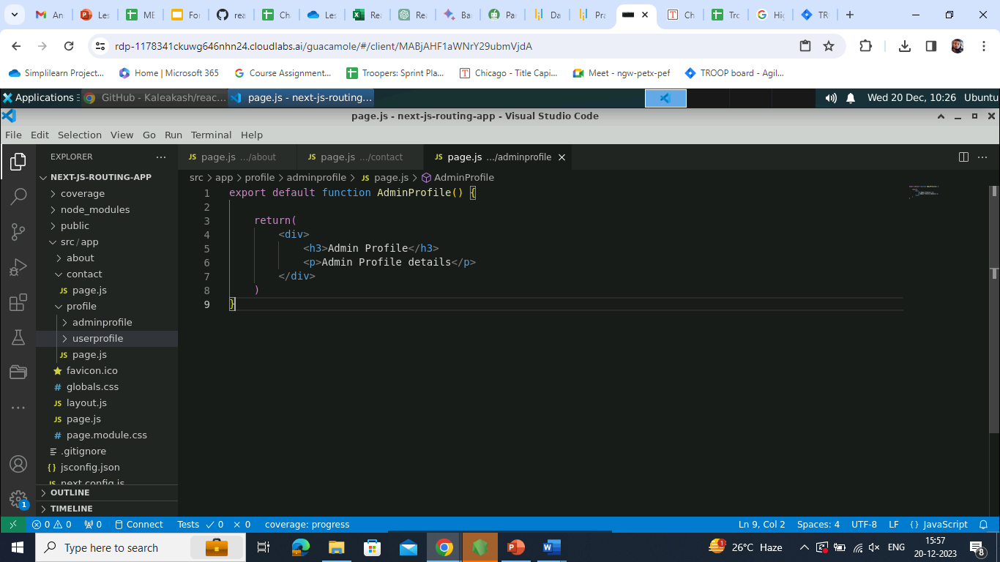 An
Les
ME
For
rea
Cha
Les
Rea
Rea
Ba
Par
Da
Pra
Ch
Tro
Hig
TR
rdp-1178341ckuwg646nhn24.cloudlabs.ai/guacamole/#/client/MABjAHF1aWNrY29ubmVjdA
Simplilearn Project...
Home | Microsoft 365
Course Assignment...
Troopers: Sprint Pla...
Chicago - Title Capi...
Meet - ngw-petx-pef
TROOP board - Agil...
Applications
GitHub - Kaleakash/reac...
page.js - next-js-routing...
Wed 20 Dec, 10:26 Ubuntu
page.js - next-js-routing-app - Visual Studio Code
File Edit Selection View Go Run Terminal Help
EXPLORER
JS page.js .../about
JS page.js .../contact
JS page.js .../adminprofile
NEXT-JS-ROUTING-APP
coverage
node_modules
public
src/app
about
contact
JS page.js
profile
adminprofile
userprofile
JS page.js
favicon.ico
# globals.css
JS layout.js
JS page.js
# page.module.css
.gitignore
{} jsconfig.json
JS next.config.js
OUTLINE
TIMELINE
src > app > profile > adminprofile > JS page.js > AdminProfile
1 export default function AdminProfile() {
2
3 return(
4 <div>
5 <h3>Admin Profile</h3>
6 <p>Admin Profile details</p>
7 </div>
8 )
9 }
1
0 0 0 Connect Tests 0 0 coverage: progress
Ln 9, Col 2 Spaces: 4 UTF-8 LF {} JavaScript
Type here to search
1
26°C Haze
ENG
15:57
20-12-2023
8